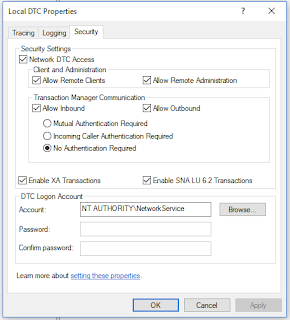 Local DTC Properties
Tracing Logging Security
Security Settings
Network DTC Access
Client and Administration
Allow Remote Clients Allow Remote Administration
Transaction Manager Communication
Allow Inbound Allow Outbound
Mutual Authentication Required
Incoming Caller Authentication Required
No Authentication Required
Enable XA Transactions Enable SNA LU 6.2 Transactions
DTC Logon Account
Account: NT AUTHORITY\NetworkService Browse...
Password:
Confirm password:
Learn more about setting these properties.
OK Cancel Apply